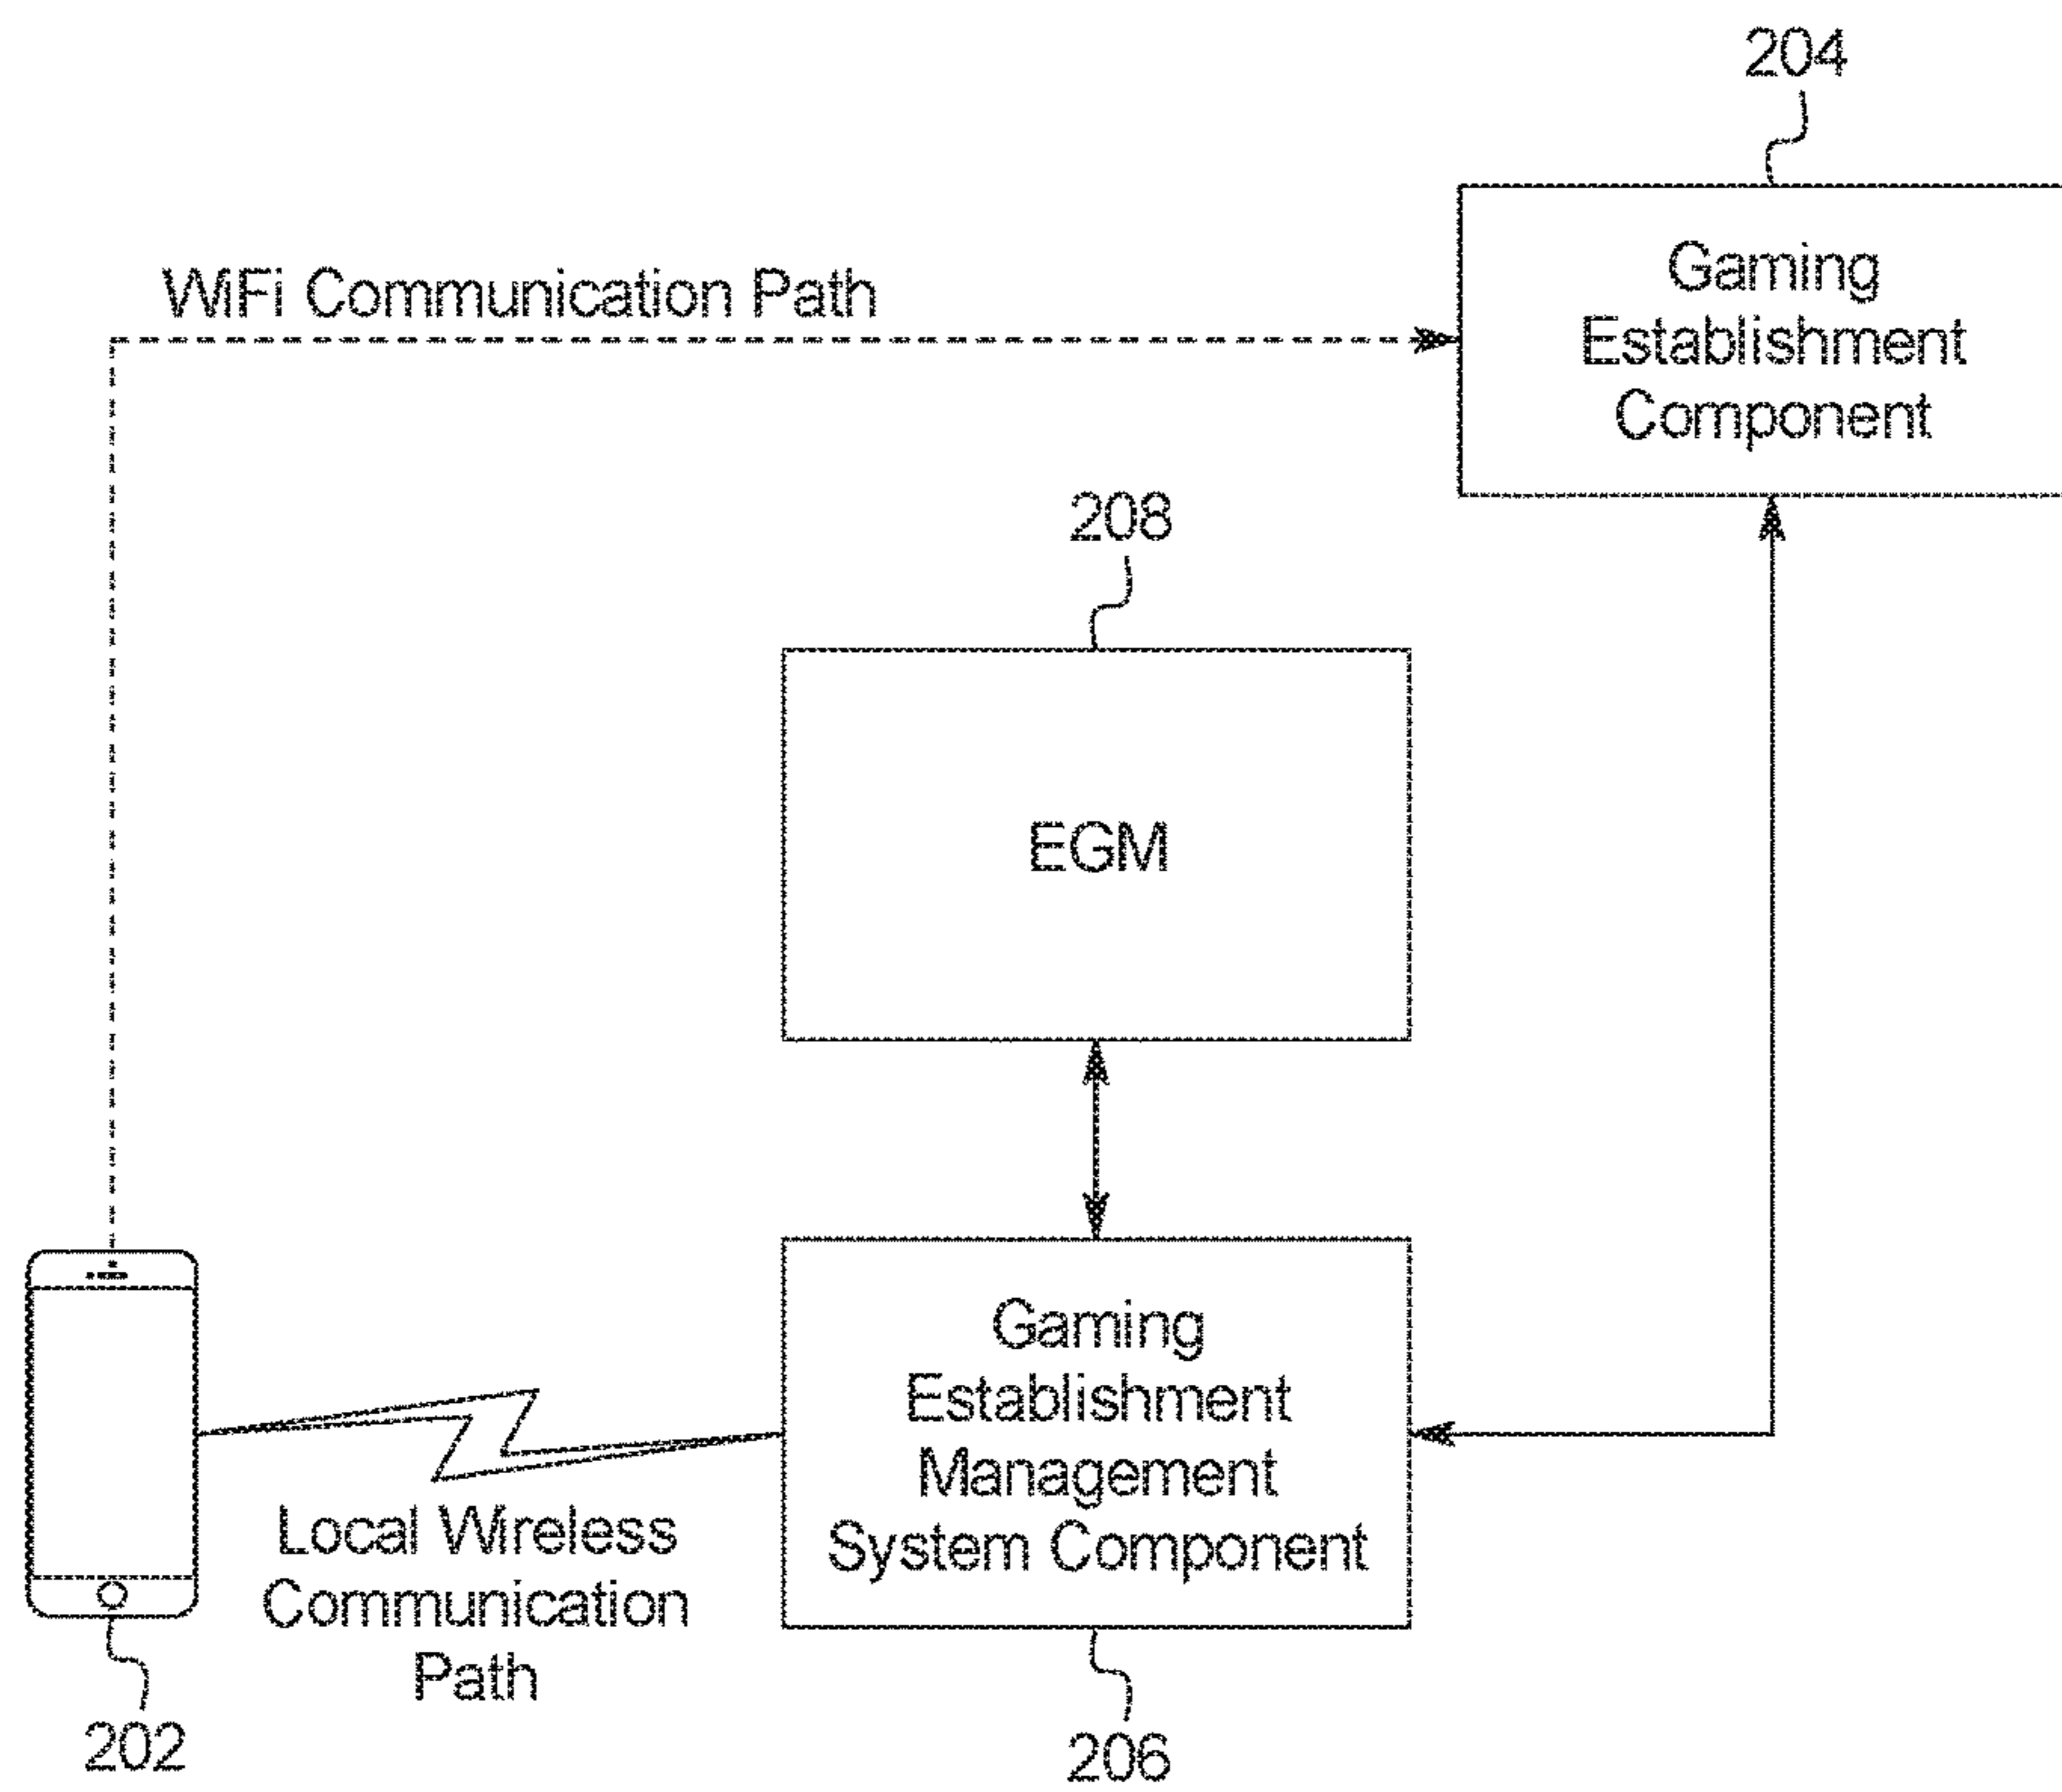 204
WiFi Communication Path
Gaming
Establishment
Component
208
EGM
Gaming
Establishment
Management
System Component
Local Wireless
Communication
Path
202
206